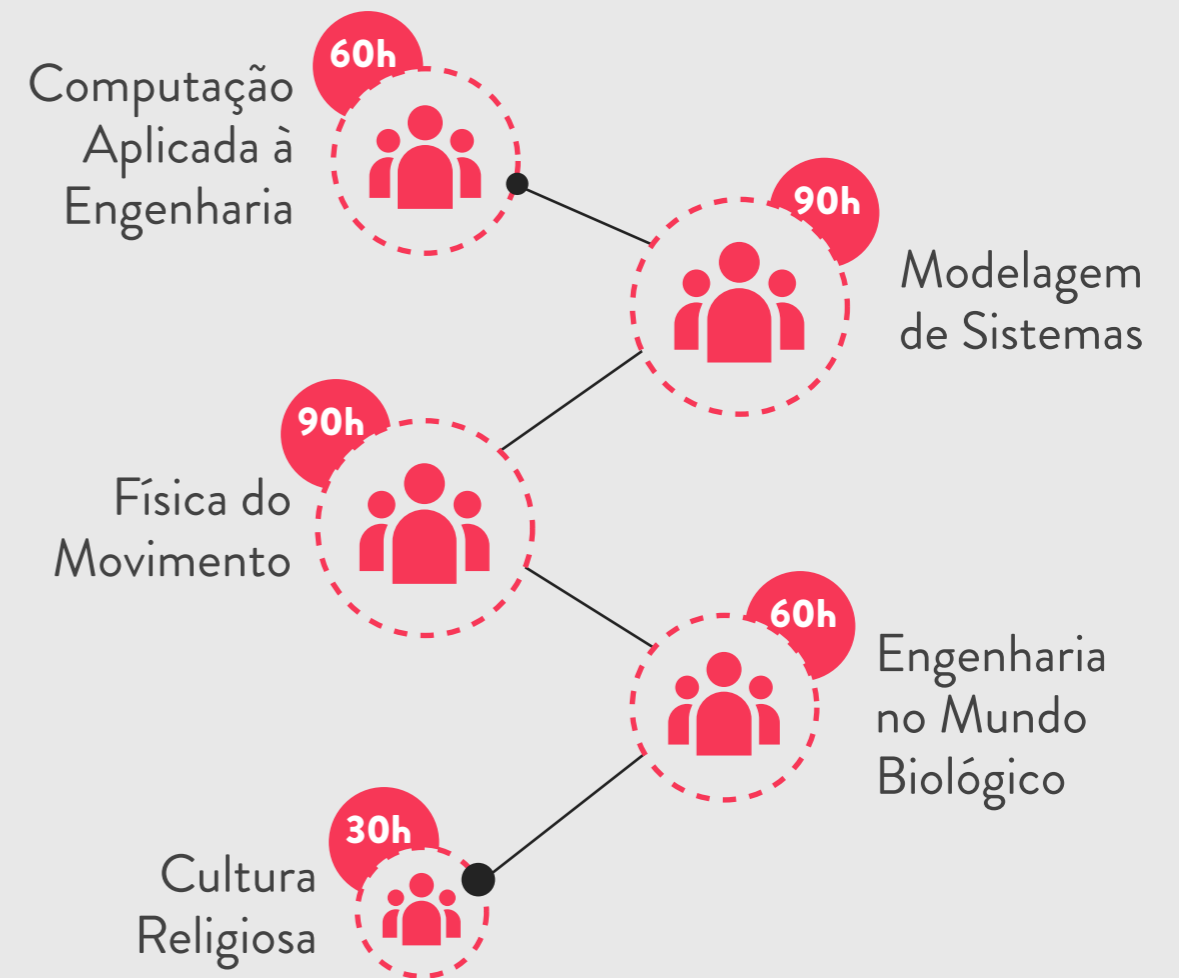 60h
Computação
Aplicada à
Engenharia
90h
Modelagem
de Sistemas
90h
Física do
Movimento
60h
Engenharia
no Mundo
Biológico
30h
Cultura
Religiosa